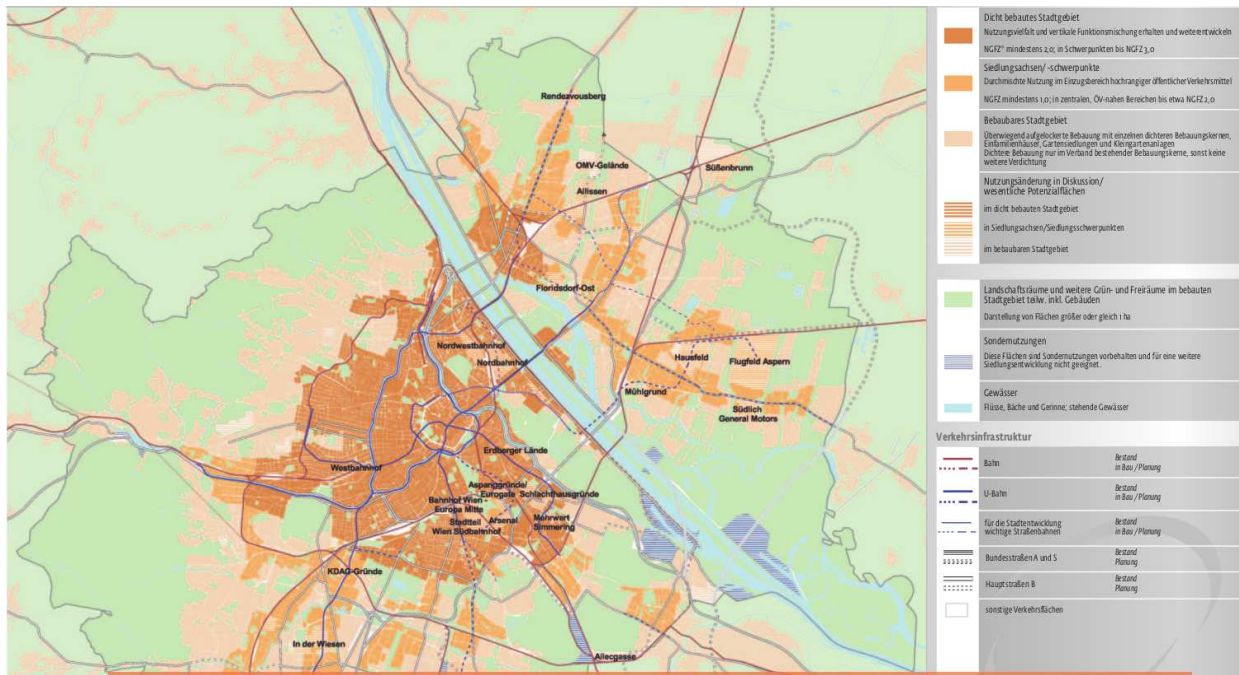 Rendezvousberg
OMV-Gelände
Süßenbrunn
Allissen
Floridsdorf-Ost
Nordwestbahnhof
Nordbahnhof
Hausfeld
Flugfeld Aspern
Mühlgrund
Südlich
General Motors
Erdberger Lände
Westbahnhof
Aspanggründe/
Eurogate
Schlachthausgründe
Bahnhof Wien -
Europa Mitte
Stadtteil
Wien Südbahnhof
Arsenal
Mehrwert
Simmering
KDAG-Gründe
In der Wiesen
Ailecgasse
Dicht bebautes Stadtgebiet
Nutzungsvielfalt und vertikale Funktionsmischung erhalten und weiterentwickeln
NGFZ* mindestens 2,0; in Schwerpunkten bis NGFZ 3,0
Siedlungsachsen/ -schwerpunkte
Durchmischte Nutzung im Einzugsbereich hochrangiger öffentlicher Verkehrsmittel
NGFZ mindestens 1,0; in zentralen, ÖV-nahen Bereichen bis etwa NGFZ 2,0
Bebaubares Stadtgebiet
Überwiegend aufgelockerte Bebauung mit einzelnen dichteren Bebauungskernen,
Einfamilienhäuser, Gartensiedlungen und Kleingartenanlagen
Dichtere Bebauung nur im Verband bestehender Bebauungskerne, sonst keine
weitere Verdichtung
Nutzungsänderung in Diskussion/
wesentliche Potenzialflächen
im dicht bebauten Stadtgebiet
in Siedlungsachsen/Siedlungsschwerpunkten
im bebaubaren Stadtgebiet
Landschaftsräume und weitere Grün- und Freiräume im bebauten
Stadtgebiet teilw. inkl. Gebäuden
Darstellung von Flächen größer oder gleich 1 ha
Sondernutzungen
Diese Flächen sind Sondernutzungen vorbehalten und für eine weitere
Siedlungsentwicklung nicht geeignet.
Gewässer
Flüsse, Bäche und Gerinne; stehende Gewässer
Verkehrsinfrastruktur
Bahn
Bestand
in Bau / Planung
U-Bahn
Bestand
in Bau / Planung
für die Stadtentwicklung
wichtige Straßenbahnen
Bestand
in Bau / Planung
Bundesstraßen A und S
Bestand
Planung
Hauptstraßen B
Bestand
Planung
sonstige Verkehrsflächen